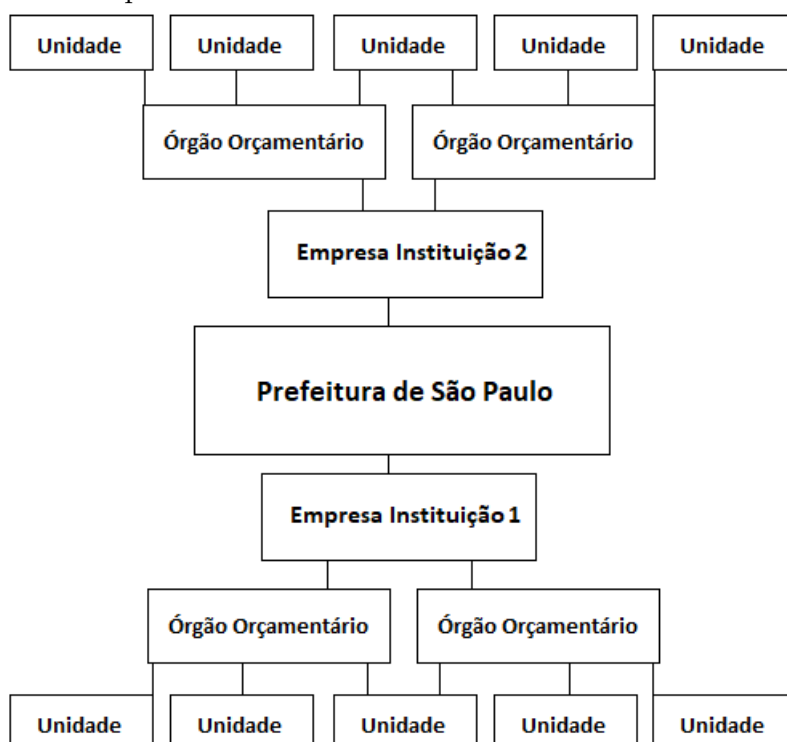 Unidade
Unidade
Unidade
Unidade
Unidade
Órgão Orçamentário
Órgão Orçamentário
Empresa Instituição 2
Prefeitura de São Paulo
Empresa Instituição 1
Órgão Orçamentário
Órgão Orçamentário
Unidade
Unidade
Unidade
Unidade
Unidade